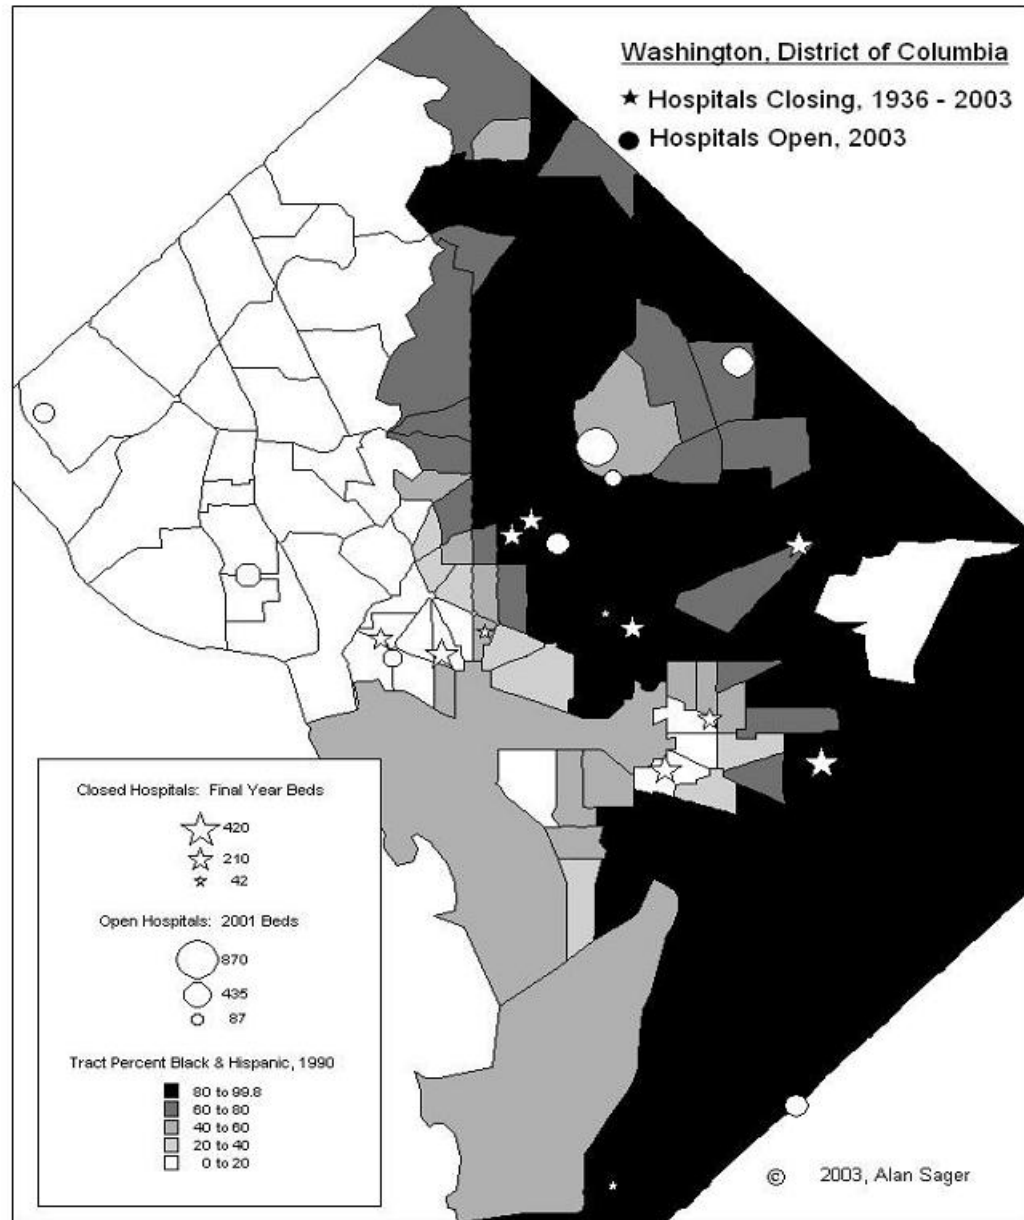 Washington, District of Columbia
★ Hospitals Closing, 1936 - 2003
● Hospitals Open, 2003
Closed Hospitals: Final Year Beds
420
210
42
Open Hospitals: 2001 Beds
870
435
87
Tract Percent Black & Hispanic, 1990
80 to 99.8
60 to 80
40 to 60
20 to 40
0 to 20
© 2003, Alan Sager